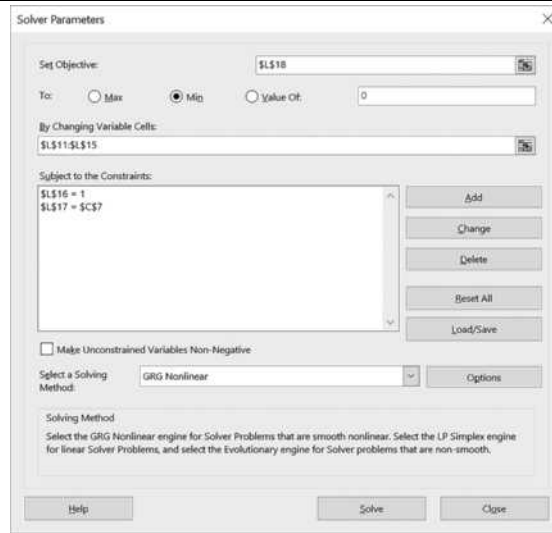 Solver Parameters
Set Objective: $L$18
To: Max Min Value Of: 0
By Changing Variable Cells:
$L$11:$L$15
Subject to the Constraints:
$L$16 = 1
$L$17 = $C$7
Add
Change
Delete
Reset All
Load/Save
Make Unconstrained Variables Non-Negative
Select a Solving Method: GRG Nonlinear Options
Solving Method
Select the GRG Nonlinear engine for Solver Problems that are smooth nonlinear. Select the LP Simplex engine
for linear Solver Problems, and select the Evolutionary engine for Solver problems that are non-smooth.
Help Solve Close